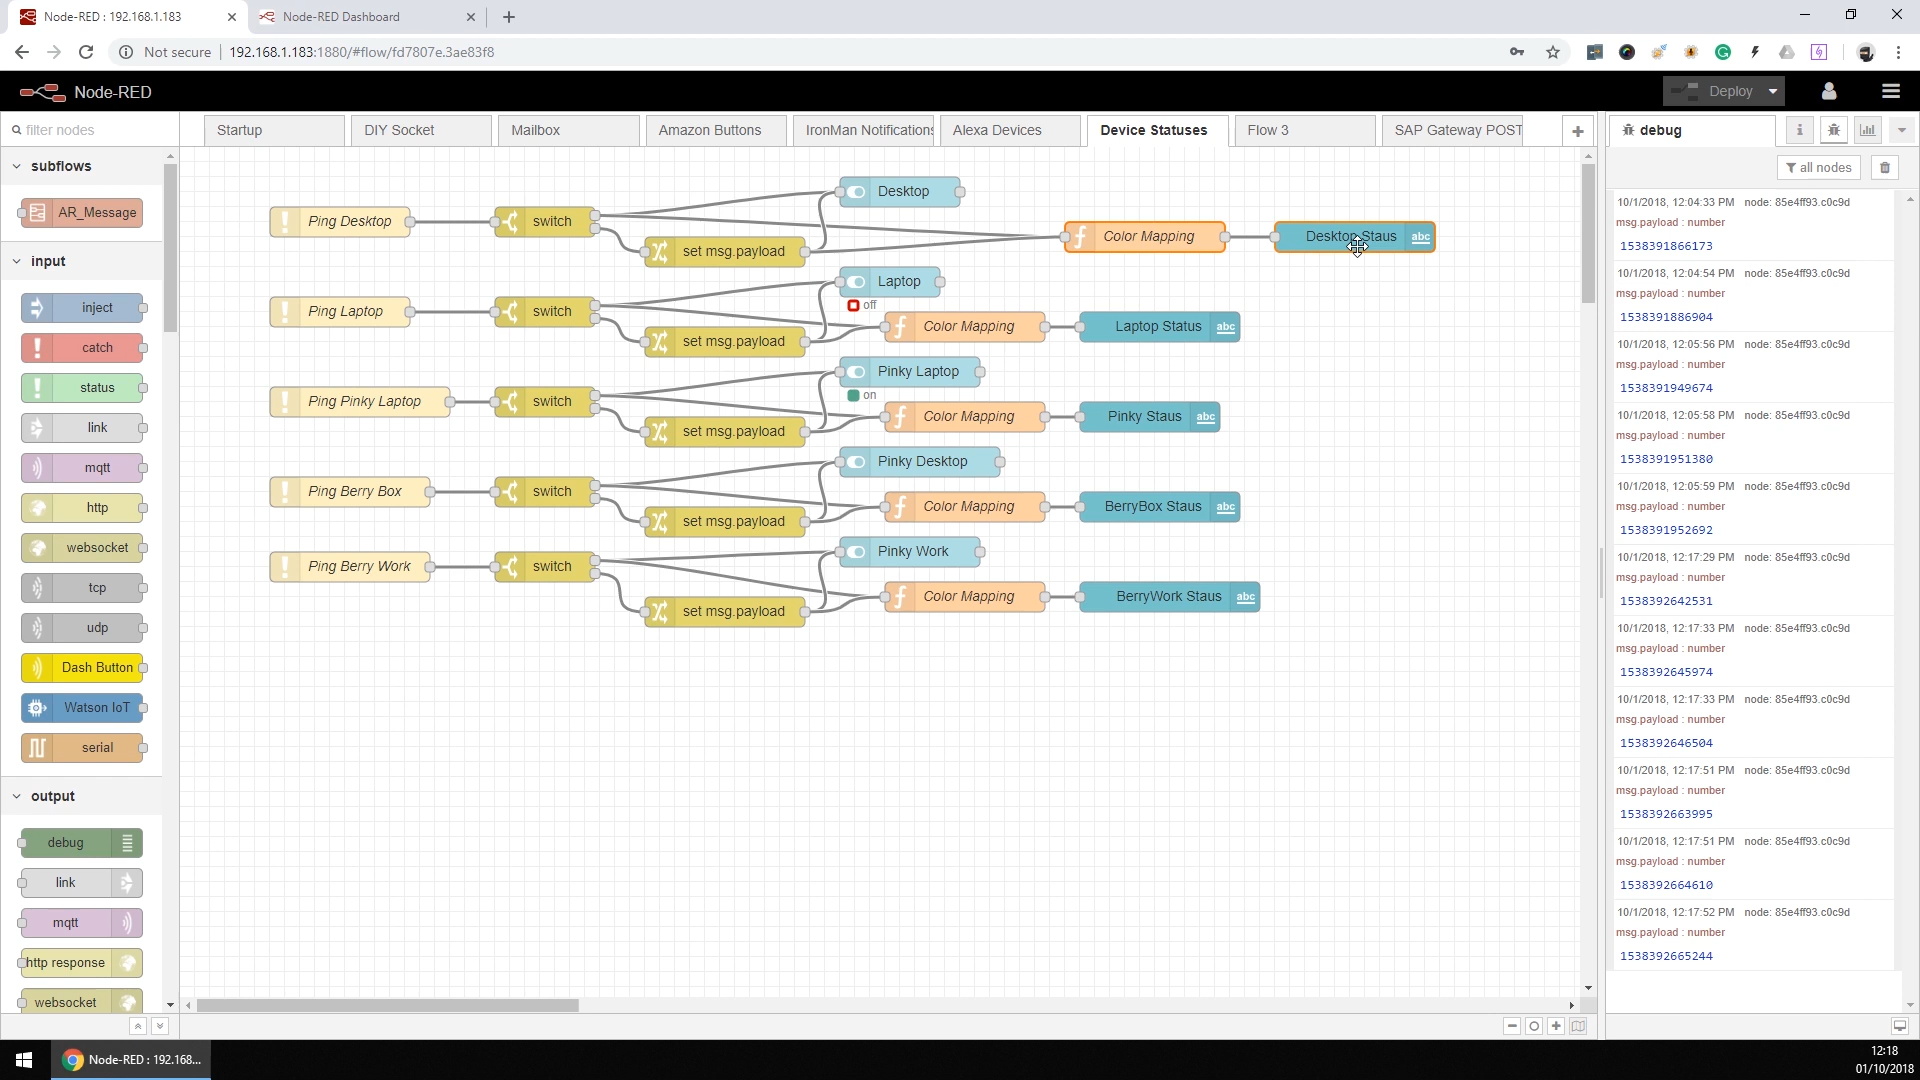 Node-RED : 192.168.1.183
Node-RED Dashboard
Not secure
192.168.1.183:1880/#flow/fd7807e.3ae83f8
Node-RED
Deploy
filter nodes
Startup
DIY Socket
Mailbox
Amazon Buttons
IronMan Notifications
Alexa Devices
Device Statuses
Flow 3
SAP Gateway POST
debug
all nodes
subflows
AR_Message
input
inject
catch
status
link
mqtt
http
websocket
tcp
udp
Dash Button
Watson IoT
serial
output
debug
link
mqtt
http response
websocket
Desktop
Ping Desktop
switch
set msg.payload
Color Mapping
Desktop Staus
abc
Laptop
off
Ping Laptop
switch
set msg.payload
Color Mapping
Laptop Status
abc
Pinky Laptop
on
Ping Pinky Laptop
switch
set msg.payload
Color Mapping
Pinky Staus
abc
Pinky Desktop
Ping Berry Box
switch
set msg.payload
Color Mapping
BerryBox Staus
abc
Pinky Work
Ping Berry Work
switch
set msg.payload
Color Mapping
BerryWork Staus
abc
10/1/2018, 12:04:33 PM node: 85e4ff93.c0c9d
msg.payload : number
1538391866173
10/1/2018, 12:04:54 PM node: 85e4ff93.c0c9d
msg.payload : number
1538391886904
10/1/2018, 12:05:56 PM node: 85e4ff93.c0c9d
msg.payload : number
1538391949674
10/1/2018, 12:05:58 PM node: 85e4ff93.c0c9d
msg.payload : number
1538391951380
10/1/2018, 12:05:59 PM node: 85e4ff93.c0c9d
msg.payload : number
1538391952692
10/1/2018, 12:17:29 PM node: 85e4ff93.c0c9d
msg.payload : number
1538392642531
10/1/2018, 12:17:33 PM node: 85e4ff93.c0c9d
msg.payload : number
1538392645974
10/1/2018, 12:17:33 PM node: 85e4ff93.c0c9d
msg.payload : number
1538392646504
10/1/2018, 12:17:51 PM node: 85e4ff93.c0c9d
msg.payload : number
1538392663995
10/1/2018, 12:17:51 PM node: 85e4ff93.c0c9d
msg.payload : number
1538392664610
10/1/2018, 12:17:52 PM node: 85e4ff93.c0c9d
msg.payload : number
1538392665244
Node-RED : 192.168...
12:18
01/10/2018